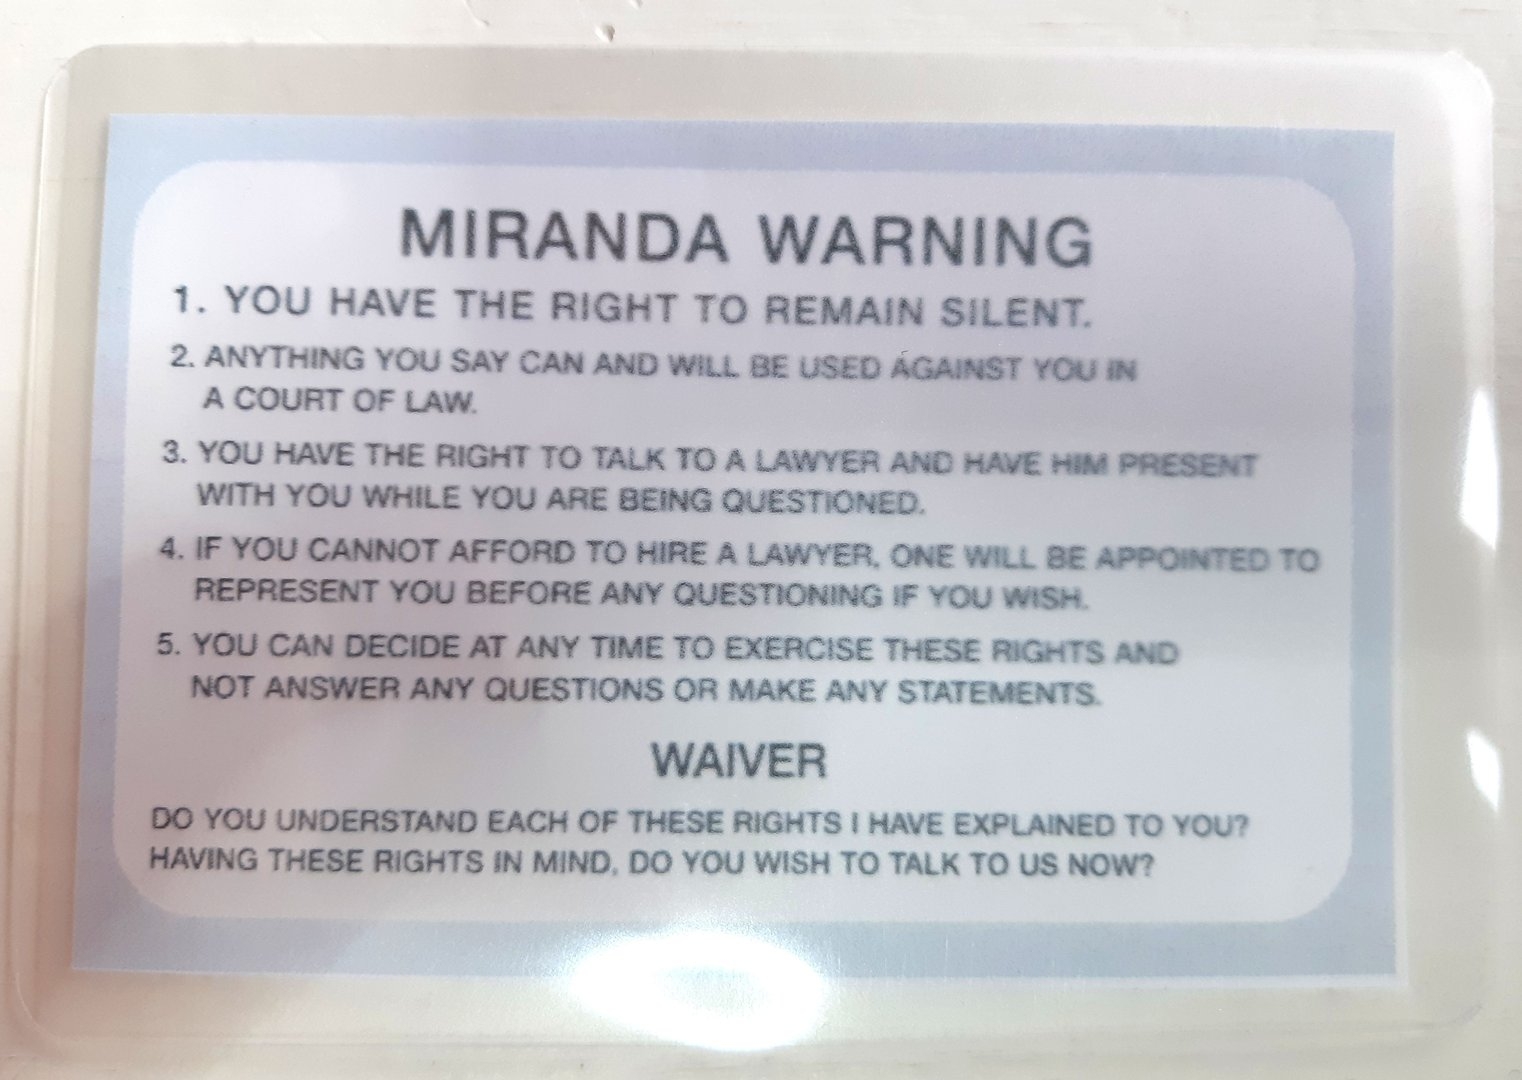 MIRANDA WARNING
1. YOU HAVE THE RIGHT TO REMAIN SILENT.
2. ANYTHING YOU SAY CAN AND WILL BE USED AGAINST YOU IN
A COURT OF LAW.
3. YOU HAVE THE RIGHT TO TALK TO A LAWYER AND HAVE HIM PRESENT
WITH YOU WHILE YOU ARE BEING QUESTIONED.
4. IF YOU CANNOT AFFORD TO HIRE A LAWYER, ONE WILL BE APPOINTED TO
REPRESENT YOU BEFORE ANY QUESTIONING IF YOU WISH.
5. YOU CAN DECIDE AT ANY TIME TO EXERCISE THESE RIGHTS AND
NOT ANSWER ANY QUESTIONS OR MAKE ANY STATEMENTS.
WAIVER
DO YOU UNDERSTAND EACH OF THESE RIGHTS I HAVE EXPLAINED TO YOU?
HAVING THESE RIGHTS IN MIND, DO YOU WISH TO TALK TO US NOW?